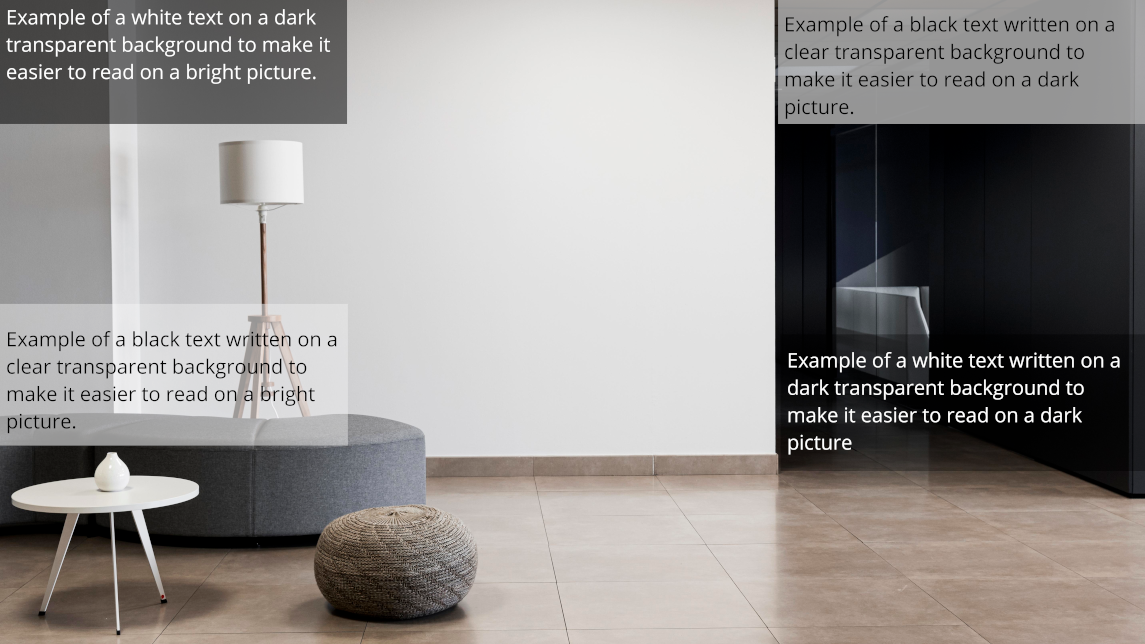 Example of a white text on a dark
transparent background to make it
easier to read on a bright picture.
Example of a black text written on a
clear transparent background to
make it easier to read on a dark
picture.
Example of a black text written on a
clear transparent background to
make it easier to read on a bright
picture.
Example of a white text written on a
dark transparent background to
make it easier to read on a dark
picture